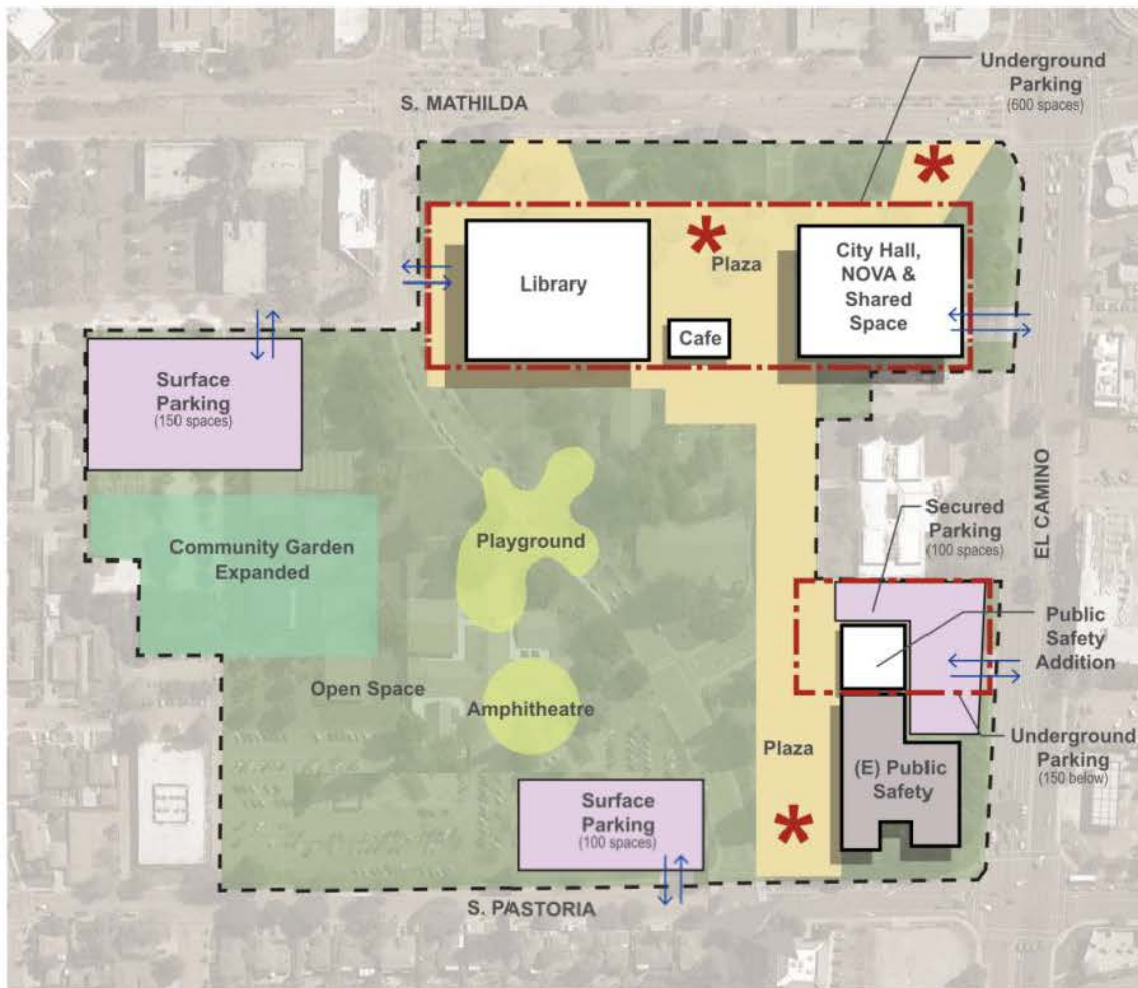 Underground
Parking
(600 spaces)
S. MATHILDA
Library
Plaza
City Hall,
NOVA &
Shared
Space
Cafe
Surface
Parking
(150 spaces)
EL CAMINO
Secured
Parking
(100 spaces)
Playground
Community Garden
Expanded
Public
Safety
Addition
Open Space
Amphitheatre
Plaza
Underground
Parking
(150 below)
(E) Public
Safety
Surface
Parking
(100 spaces)
S. PASTORIA